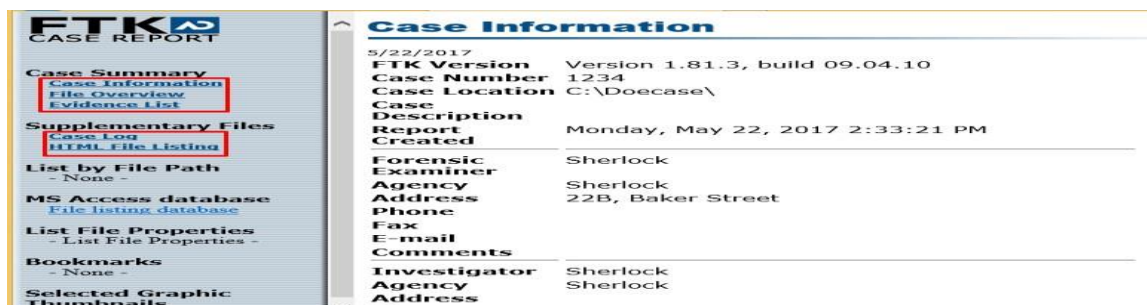 FTK AD
CASE REPORT
Case Summary
Case Information
File Overview
Evidence List
Supplementary Files
Case Log
HTML File Listing
List by File Path
- None -
MS Access database
File listing database
List File Properties
- List File Properties -
Bookmarks
- None -
Selected Graphic
Thumbnails
Case Information
5/22/2017
FTK Version Version 1.81.3, build 09.04.10
Case Number 1234
Case Location C:\Doecase\
Case
Description
Report Monday, May 22, 2017 2:33:21 PM
Created
Forensic Sherlock
Examiner
Agency Sherlock
Address 22B, Baker Street
Phone
Fax
E-mail
Comments
Investigator Sherlock
Agency Sherlock
Address